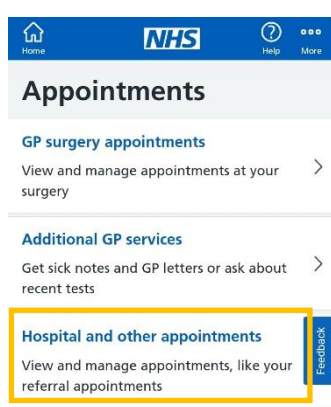 NHS
Home
Help
More
Appointments
GP surgery appointments
View and manage appointments at your
surgery
Additional GP services
Get sick notes and GP letters or ask about
recent tests
Hospital and other appointments
View and manage appointments, like your
referral appointments
Feedback